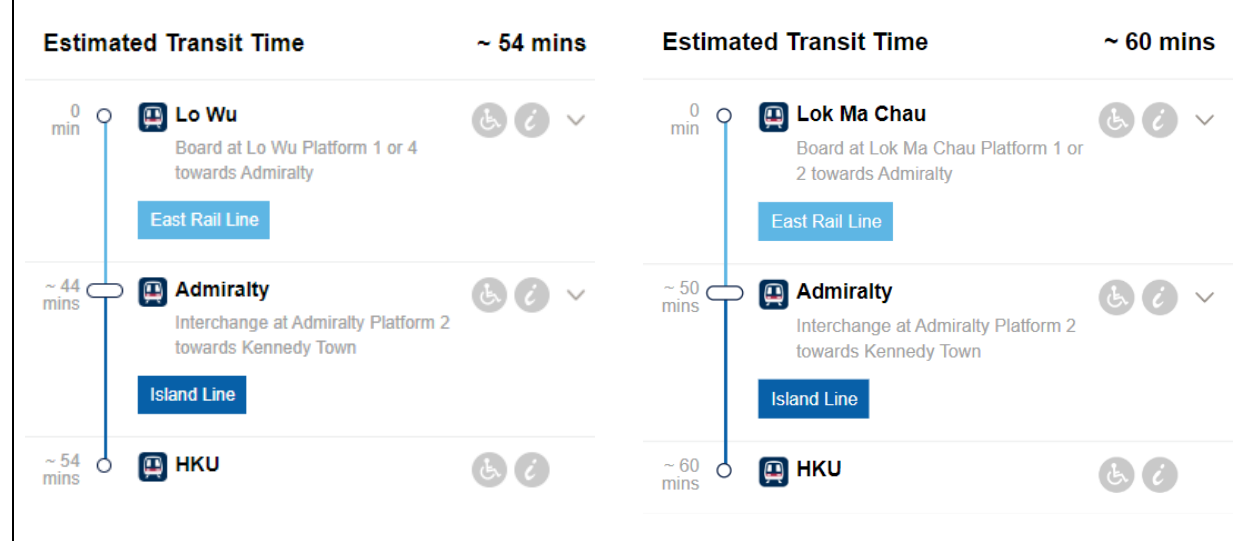 Estimated Transit Time ~ 54 mins
0
min
Lo Wu
Board at Lo Wu Platform 1 or 4
towards Admiralty
East Rail Line
~ 44
mins
Admiralty
Interchange at Admiralty Platform 2
towards Kennedy Town
Island Line
~ 54
mins
HKU
Estimated Transit Time ~ 60 mins
0
min
Lok Ma Chau
Board at Lok Ma Chau Platform 1 or
2 towards Admiralty
East Rail Line
~ 50
mins
Admiralty
Interchange at Admiralty Platform 2
towards Kennedy Town
Island Line
~ 60
mins
HKU